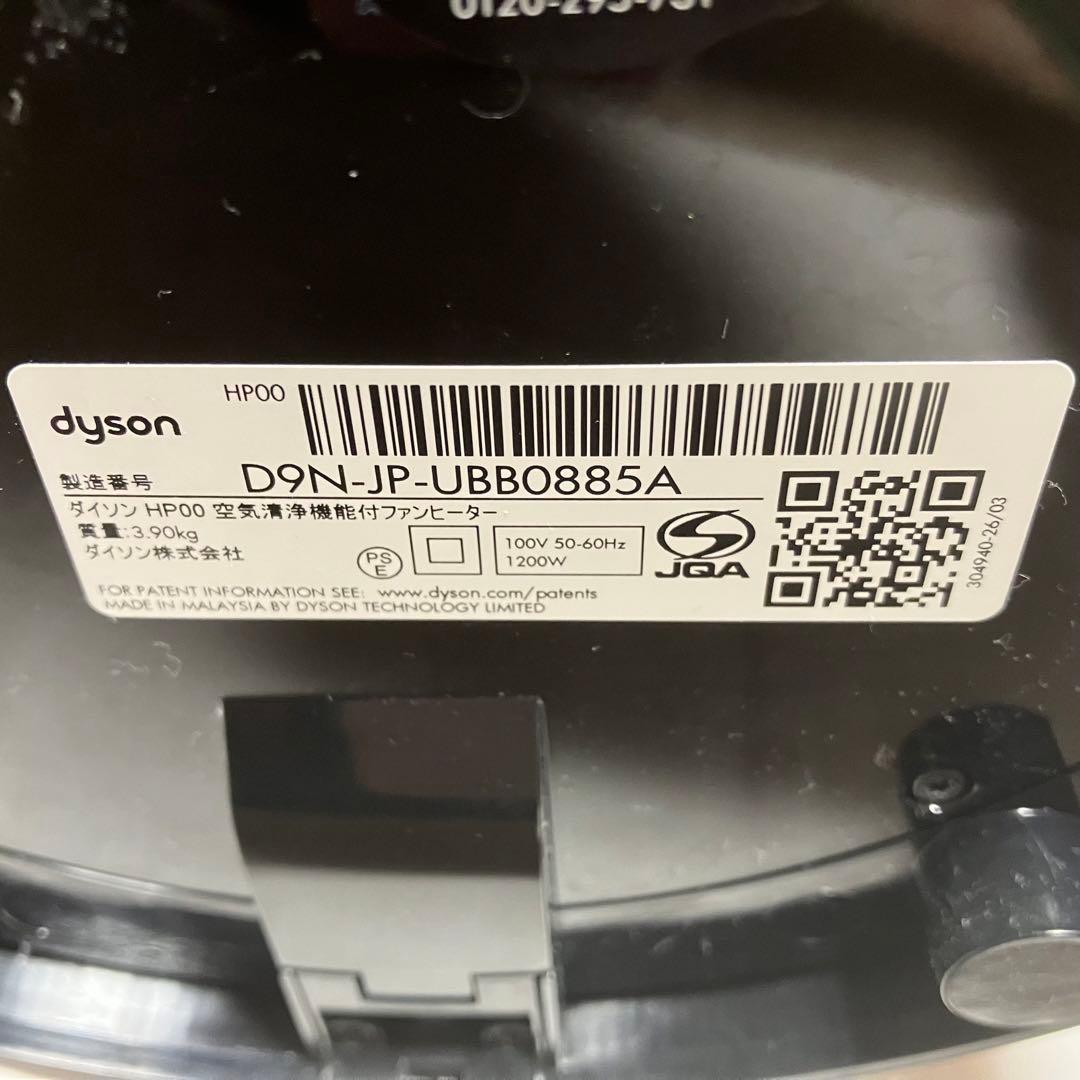 HP00
dyson
製造番号 D9N-JP-UBB0885A
ダイソン HP00 空気清浄機能付ファンヒーター
質量:3.90kg
ダイソン株式会社
PS
E
100V 50-60Hz
1200W
JQA
304940-26/03
FOR PATENT INFORMATION SEE: www.dyson.com/patents
MADE IN MALAYSIA BY DYSON TECHNOLOGY LIMITED